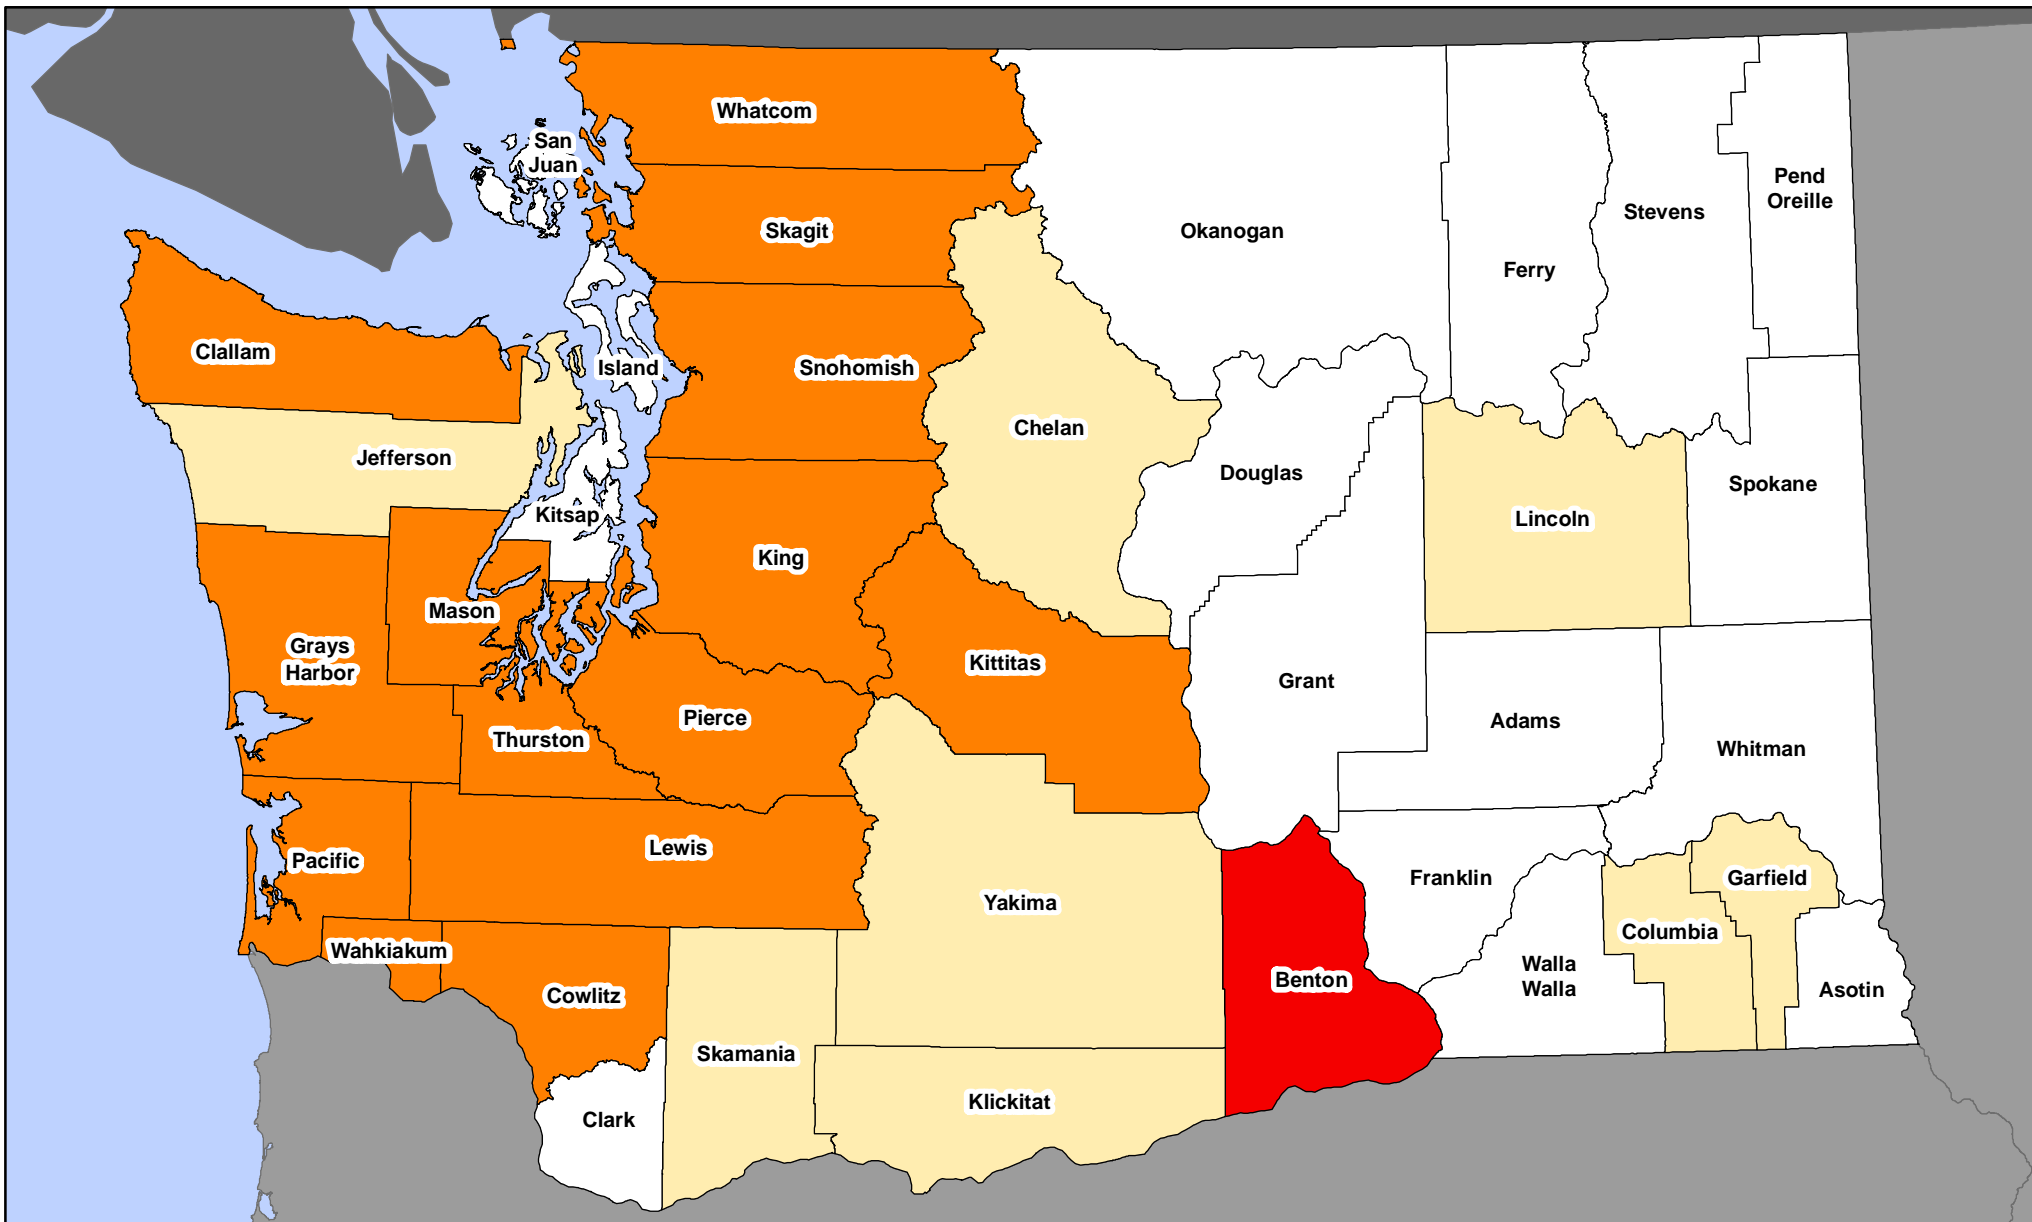 Whatcom
San
Juan
Pend
Oreille
Stevens
Skagit
Okanogan
Ferry
Clallam
Island
Snohomish
Chelan
Jefferson
Douglas
Spokane
Kitsap
Lincoln
King
Mason
Grays
Harbor
Kittitas
Grant
Pierce
Adams
Thurston
Whitman
Lewis
Pacific
Franklin
Garfield
Yakima
Columbia
Wahkiakum
Walla
Walla
Benton
Asotin
Cowlitz
Skamania
Klickitat
Clark